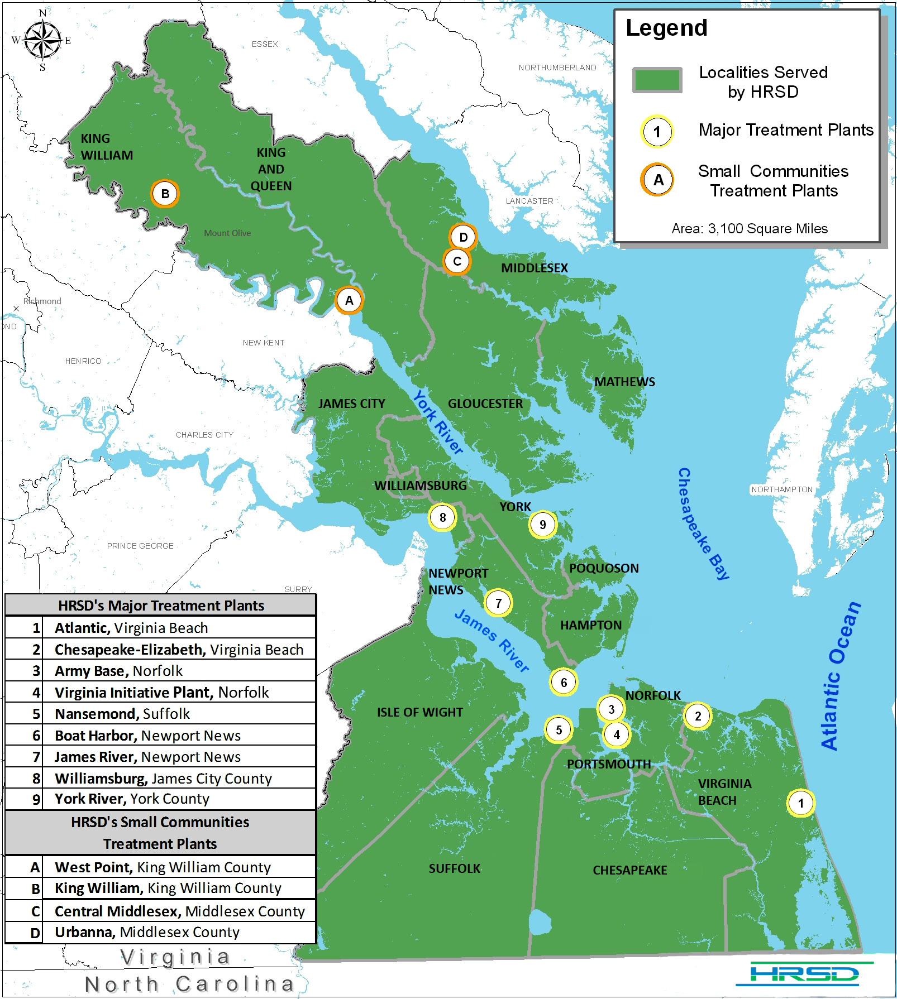 N
W E
S
ESSEX
NORTHUMBERLAND
Legend
Localities Served
by HRSD
1 Major Treatment Plants
A Small Communities
Treatment Plants
Area: 3,100 Square Miles
KING
WILLIAM
KING
AND
QUEEN
B
LANCASTER
Mount Olive
D
C
MIDDLESEX
A
Richmond
OND
NEW KENT
HENRICO
MATHEWS
JAMES CITY
York River
GLOUCESTER
CHARLES CITY
WILLIAMSBURG
Chesapeake Bay
NORTHAMPTON
YORK
8
9
PRINCE GEORGE
POQUOSON
NEWPORT
NEWS
SURRY
7
James River
HAMPTON
Atlantic Ocean
6
NORFOLK
3
2
ISLE OF WIGHT
5
4
PORTSMOUTH
VIRGINIA
BEACH
1
SUFFOLK
CHESAPEAKE
HRSD's Major Treatment Plants
1 Atlantic, Virginia Beach
2 Chesapeake-Elizabeth, Virginia Beach
3 Army Base, Norfolk
4 Virginia Initiative Plant, Norfolk
5 Nansemond, Suffolk
6 Boat Harbor, Newport News
7 James River, Newport News
8 Williamsburg, James City County
9 York River, York County
HRSD's Small Communities
Treatment Plants
A West Point, King William County
B King William, King William County
C Central Middlesex, Middlesex County
D Urbanna, Middlesex County
Virginia
North Carolina
HRSD